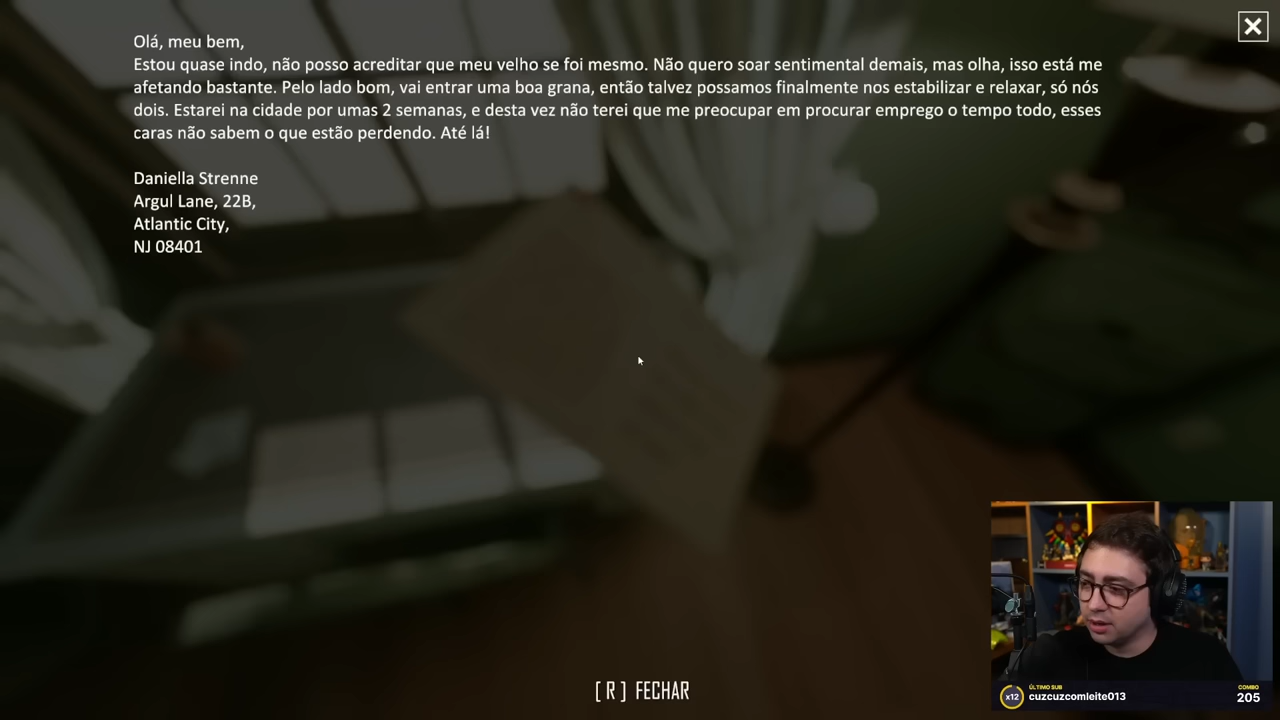 Olá, meu bem,
Estou quase indo, não posso acreditar que meu velho se foi mesmo. Não quero soar sentimental demais, mas olha, isso está me
afetando bastante. Pelo lado bom, vai entrar uma boa grana, então talvez possamos finalmente nos estabilizar e relaxar, só nós
dois. Estarei na cidade por umas 2 semanas, e desta vez não terei que me preocupar em procurar emprego o tempo todo, esses
caras não sabem o que estão perdendo. Até lá!
Daniella Strenne
Argul Lane, 22B,
Atlantic City,
NJ 08401
[ R ] FECHAR
x12
ÚLTIMO SUB
cuzcuzcomleite013
COMBO
205